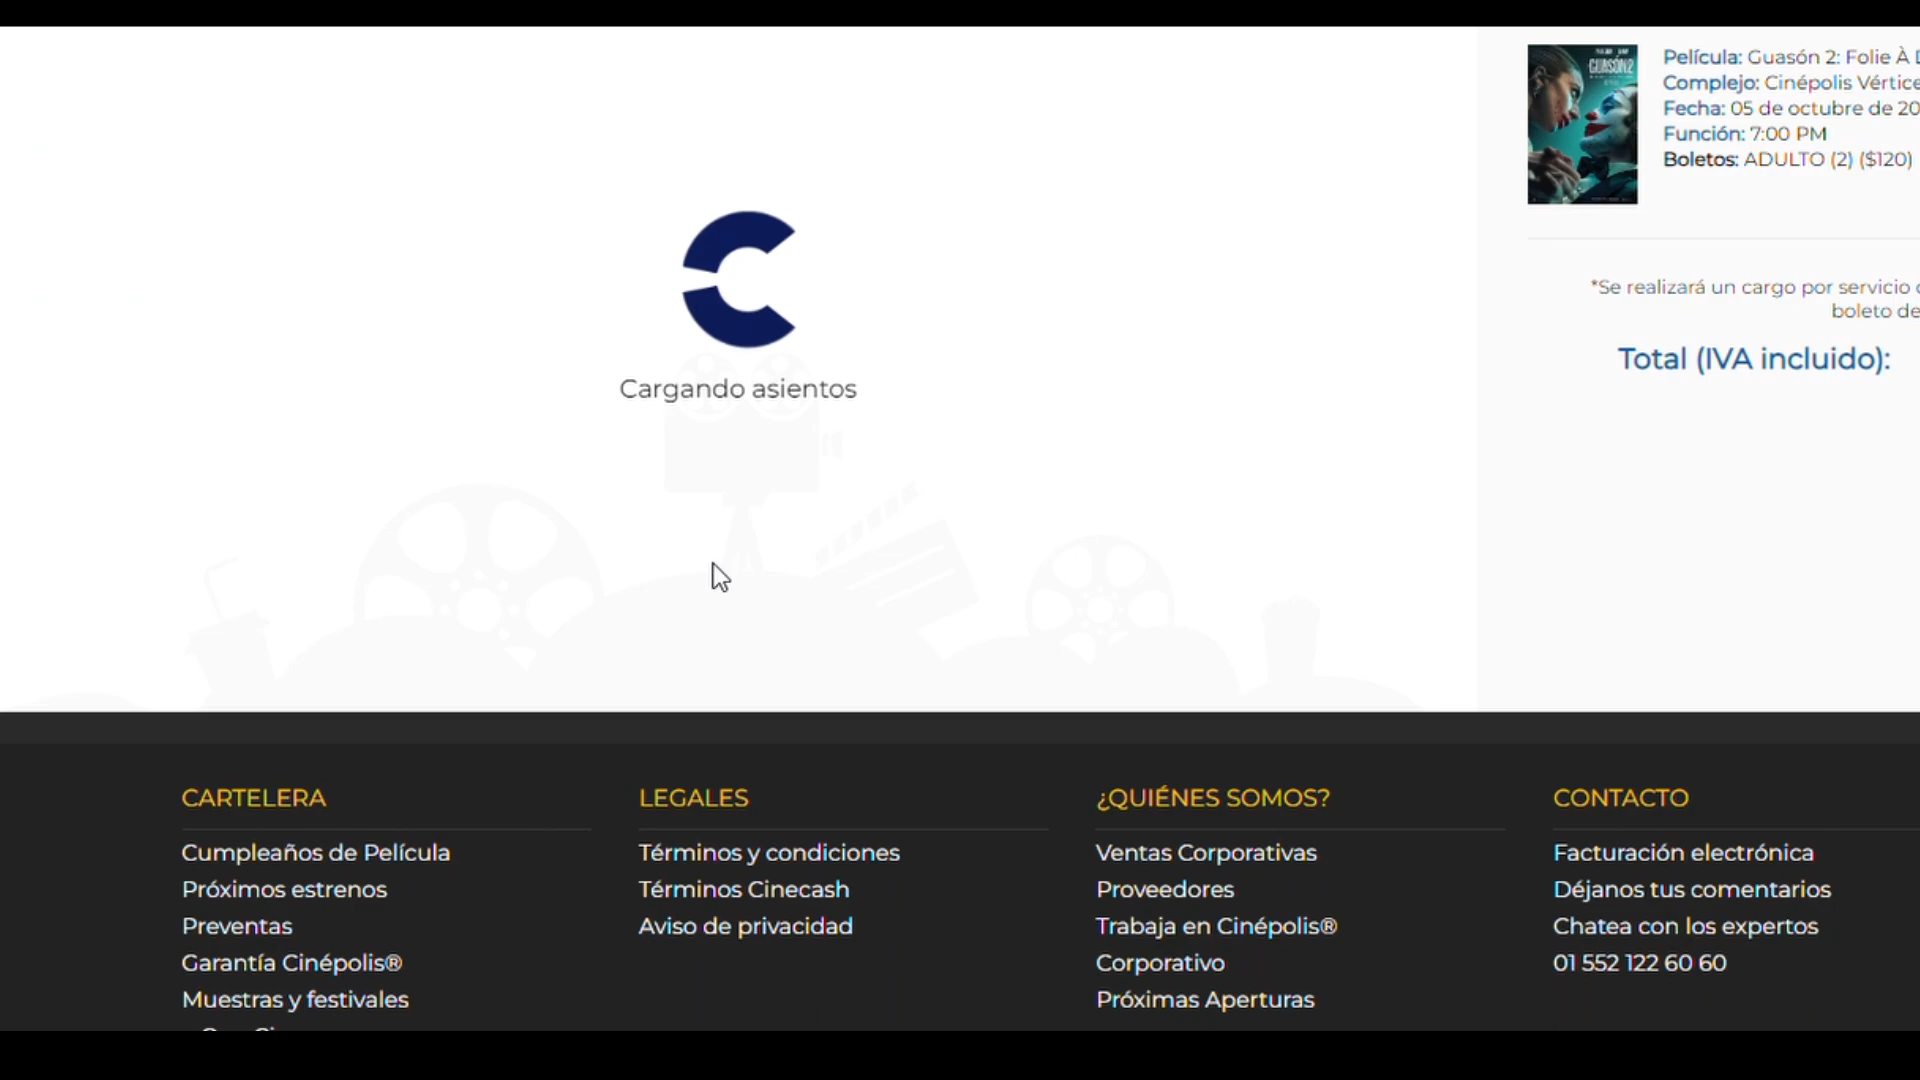 GUASÓN2
Película: Guasón 2: Folie À
Complejo: Cinépolis Vértice
Fecha: 05 de octubre de 20
Función: 7:00 PM
Boletos: ADULTO (2) ($120)
Cargando asientos
*Se realizará un cargo por servicio
boleto de
Total (IVA incluido):
CARTELERA
Cumpleaños de Película
Próximos estrenos
Preventas
Garantía Cinépolis®
Muestras y festivales
LEGALES
Términos y condiciones
Términos Cinecash
Aviso de privacidad
¿QUIÉNES SOMOS?
Ventas Corporativas
Proveedores
Trabaja en Cinépolis®
Corporativo
Próximas Aperturas
CONTACTO
Facturación electrónica
Déjanos tus comentarios
Chatea con los expertos
01 552 122 60 60